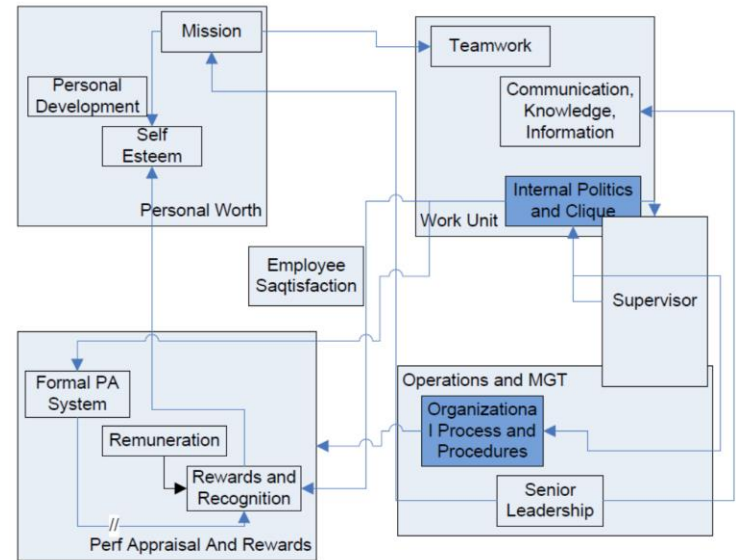 Mission
Personal
Development
Self
Esteem
Personal Worth
Teamwork
Communication,
Knowledge,
Information
Internal Politics
and Clique
Work Unit
Supervisor
Employee
Saqtisfaction
Formal PA
System
Remuneration
Rewards and
Recognition
//
Perf Appraisal And Rewards
Operations and MGT
Organizationa
l Process and
Procedures
Senior
Leadership